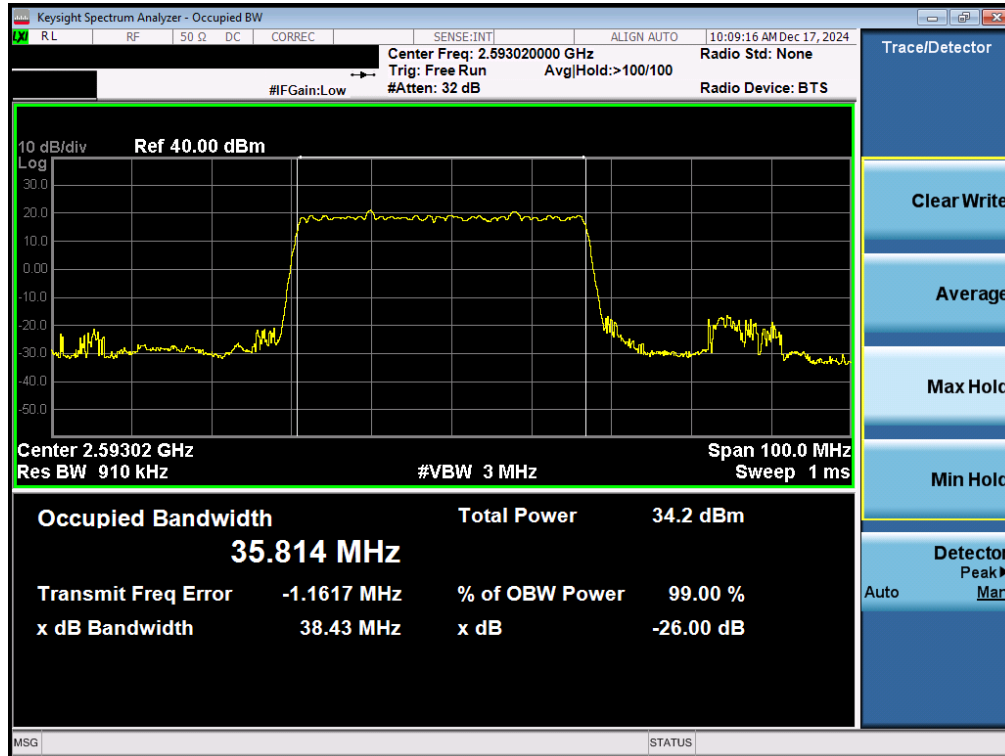 Keysight Spectrum Analyzer - Occupied BW
LXI RL RF 50 Ω DC CORREC SENSE:INT ALIGN AUTO 10:09:16 AM Dec 17, 2024
Center Freq: 2.593020000 GHz Radio Std: None
Trig: Free Run Avg|Hold:>100/100
#IFGain:Low #Atten: 32 dB Radio Device: BTS
10 dB/div Ref 40.00 dBm
Log
30.0
20.0
10.0
0.00
-10.0
-20.0
-30.0
-40.0
-50.0
Center 2.59302 GHz Span 100.0 MHz
Res BW 910 kHz #VBW 3 MHz Sweep 1 ms
Occupied Bandwidth Total Power 34.2 dBm
35.814 MHz
Transmit Freq Error -1.1617 MHz % of OBW Power 99.00 %
x dB Bandwidth 38.43 MHz x dB -26.00 dB
MSG STATUS
Trace/Detector
Clear Write
Average
Max Hold
Min Hold
Detector
Peak▶
Auto Man